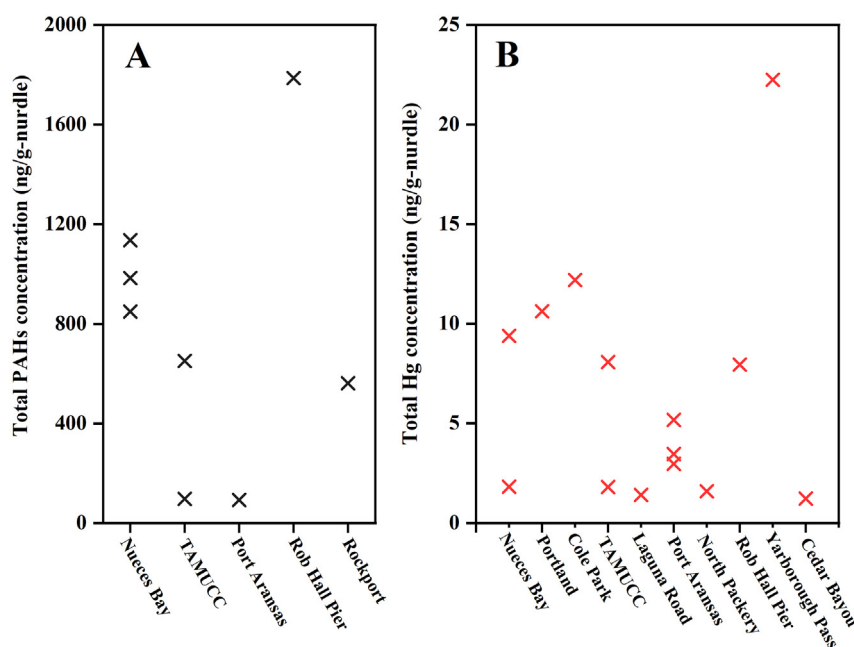 A
Total PAHs concentration (ng/g-nurdle)
2000
1600
1200
800
400
0
Nueces Bay
TAMUCC
Port Aransas
Rob Hall Pier
Rockport
B
Total Hg concentration (ng/g-nurdle)
25
20
15
10
5
0
Nueces Bay
Portland
Cole Park
TAMUCC
Laguna Road
Port Aransas
North Packery
Rob Hall Pier
Yarborough Pass
Cedar Bayou